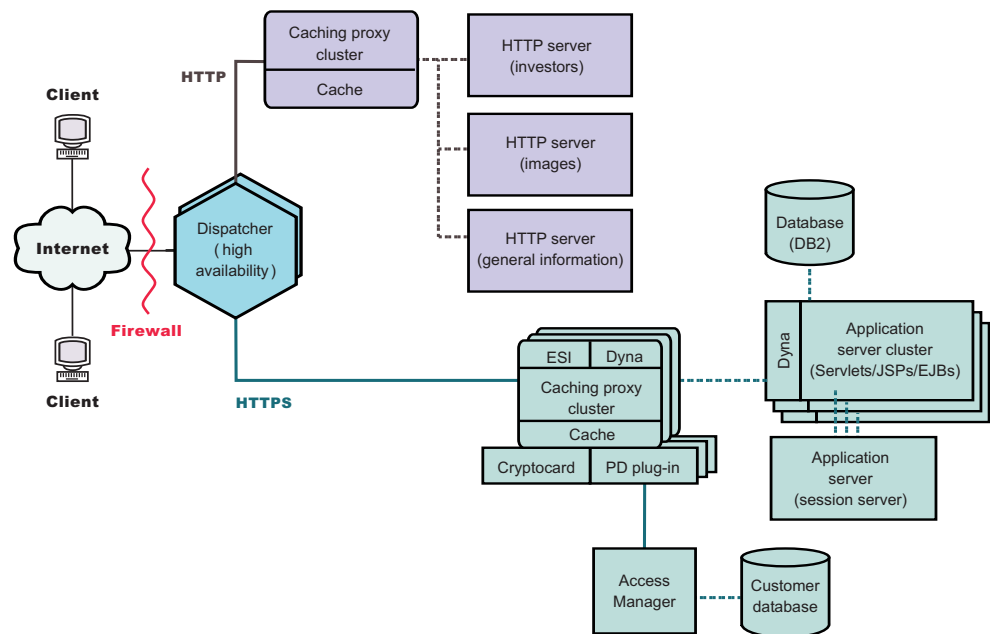 Caching proxy
cluster
Cache
HTTP
HTTP server
(investors)
HTTP server
(images)
HTTP server
(general information)
Client
Internet
Client
Firewall
Dispatcher
( high
availability )
HTTPS
ESI
Dyna
Caching proxy
cluster
Cache
Cryptocard
PD plug-in
Database
(DB2)
Dyna
Application
server cluster
(Servlets/JSPs/EJBs)
Application
server
(session server)
Access
Manager
Customer
database